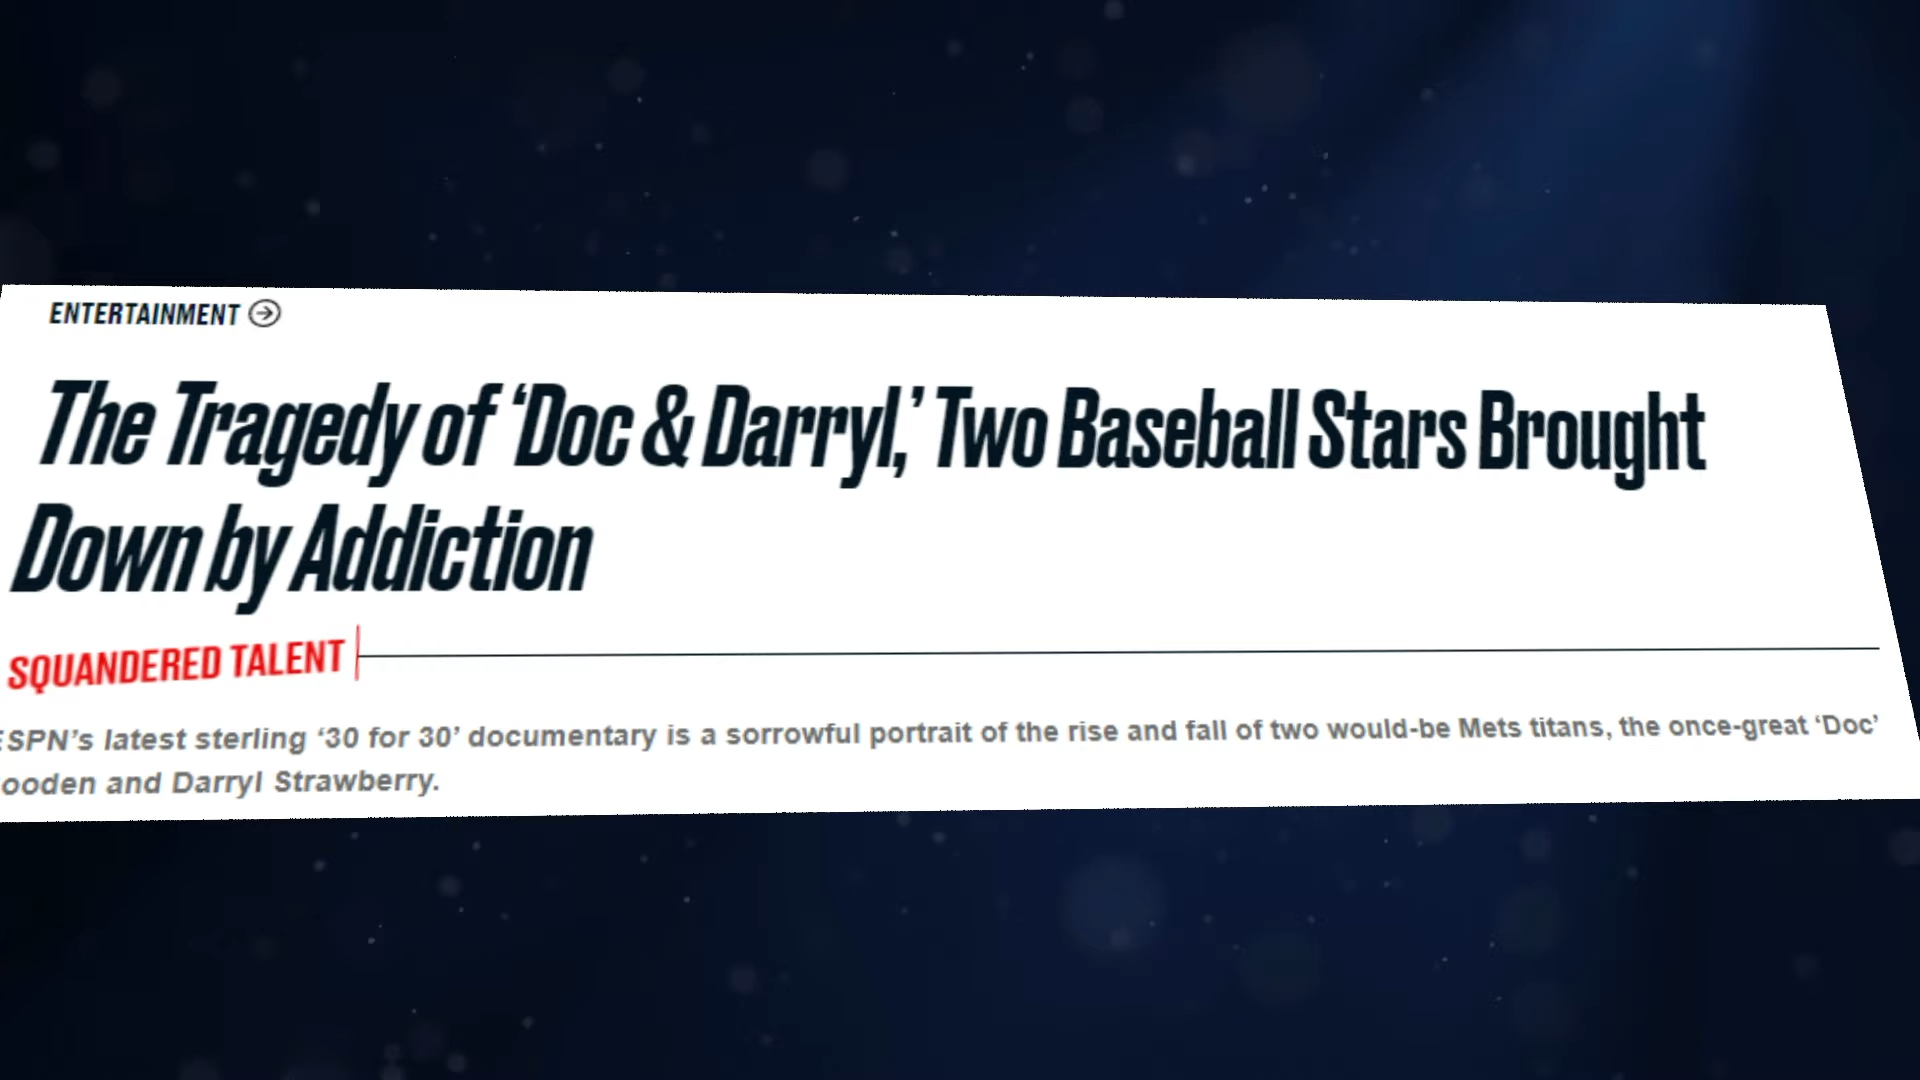 ENTERTAINMENT
The Tragedy of ‘Doc & Darryl,’ Two Baseball Stars Brought
Down by Addiction
SQUANDERED TALENT
ESPN’s latest sterling ‘30 for 30’ documentary is a sorrowful portrait of the rise and fall of two would-be Mets titans, the once-great ‘Doc’
ooden and Darryl Strawberry.